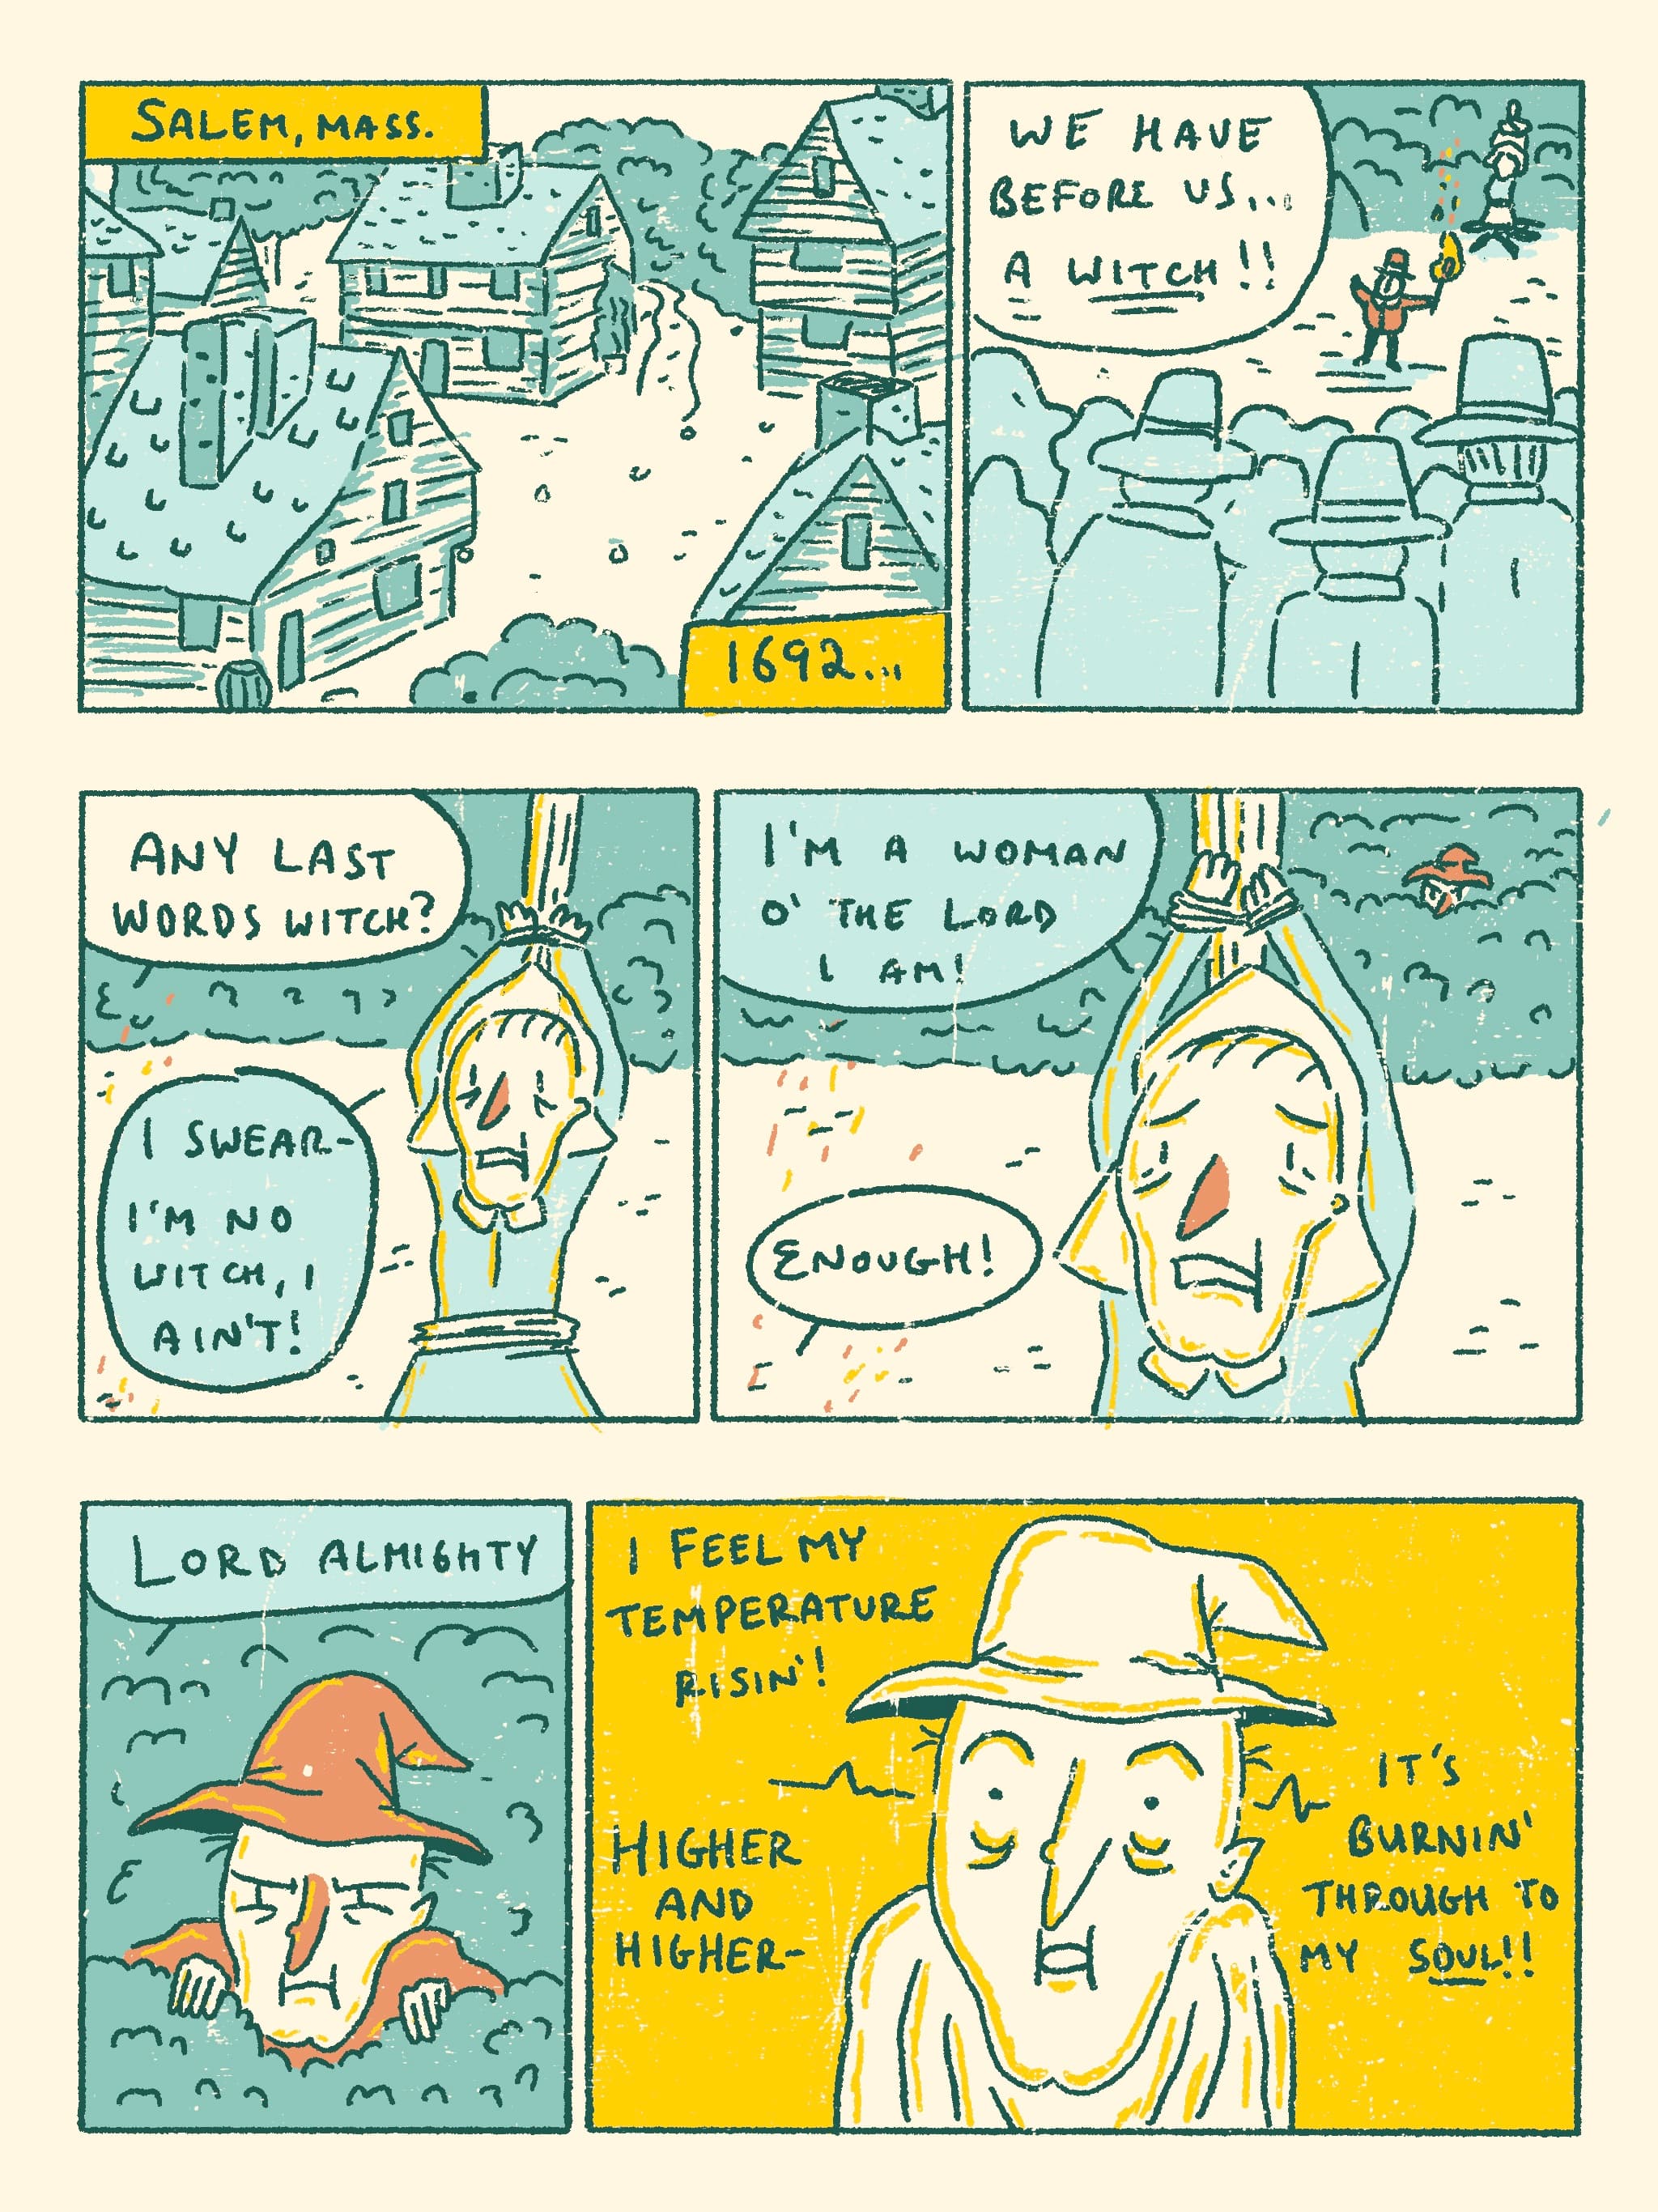 SALEM, MASS.
1692...
WE HAVE
BEFORE US...
A WITCH!!
ANY LAST
WORDS WITCH?
I SWEAR-
I'M NO
WITCH, I
AIN'T!
I'M A WOMAN
O' THE LORD
I AM!
ENOUGH!
LORD ALMIGHTY
I FEEL MY
TEMPERATURE
RISIN'!
HIGHER
AND
HIGHER-
IT'S
BURNIN'
THROUGH TO
MY SOUL!!